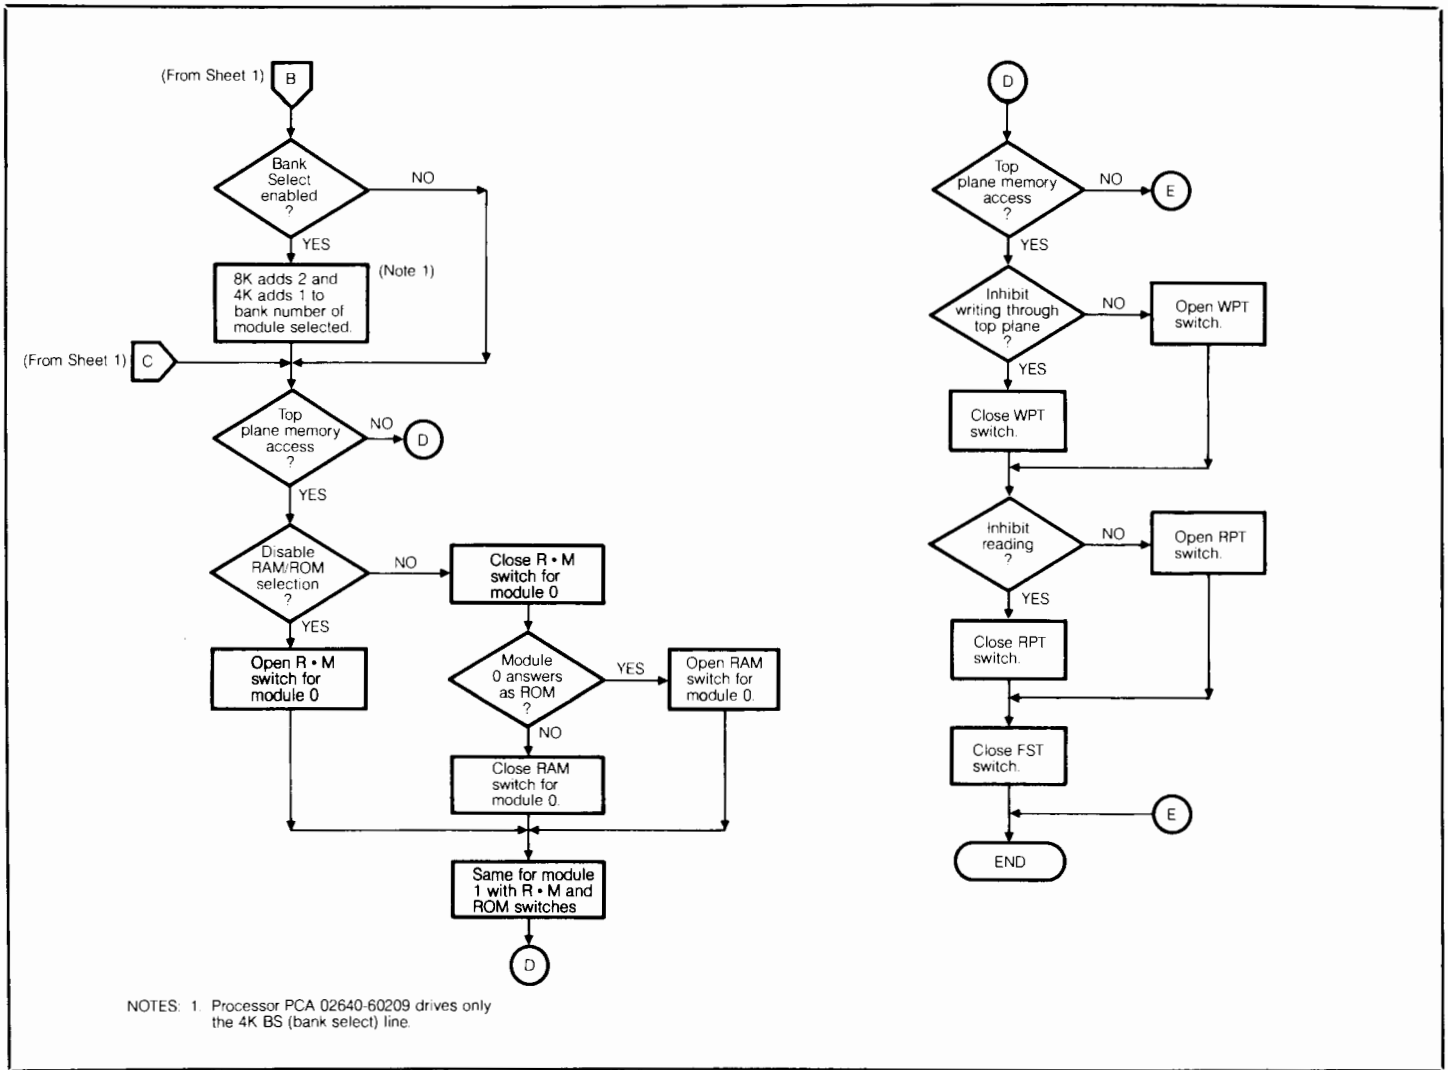 (From Sheet 1)
B
Bank
Select
enabled
?
NO
YES
8K adds 2 and
4K adds 1 to
bank number of
module selected.
(Note 1)
(From Sheet 1)
C
Top
plane memory
access
?
NO
D
YES
Disable
RAM/ROM
selection
?
NO
YES
Open R • M
switch for
module 0
Close R • M
switch for
module 0
Module
0 answers
as ROM
?
YES
Open RAM
switch for
module 0.
NO
Close RAM
switch for
module 0.
Same for module
1 with R • M and
ROM switches
D
D
Top
plane memory
access
?
NO
E
YES
Inhibit
writing through
top plane
?
NO
Open WPT
switch.
YES
Close WPT
switch.
Inhibit
reading
?
NO
Open RPT
switch.
YES
Close RPT
switch.
Close FST
switch.
E
END
NOTES: 1. Processor PCA 02640-60209 drives only
the 4K BS (bank select) line.